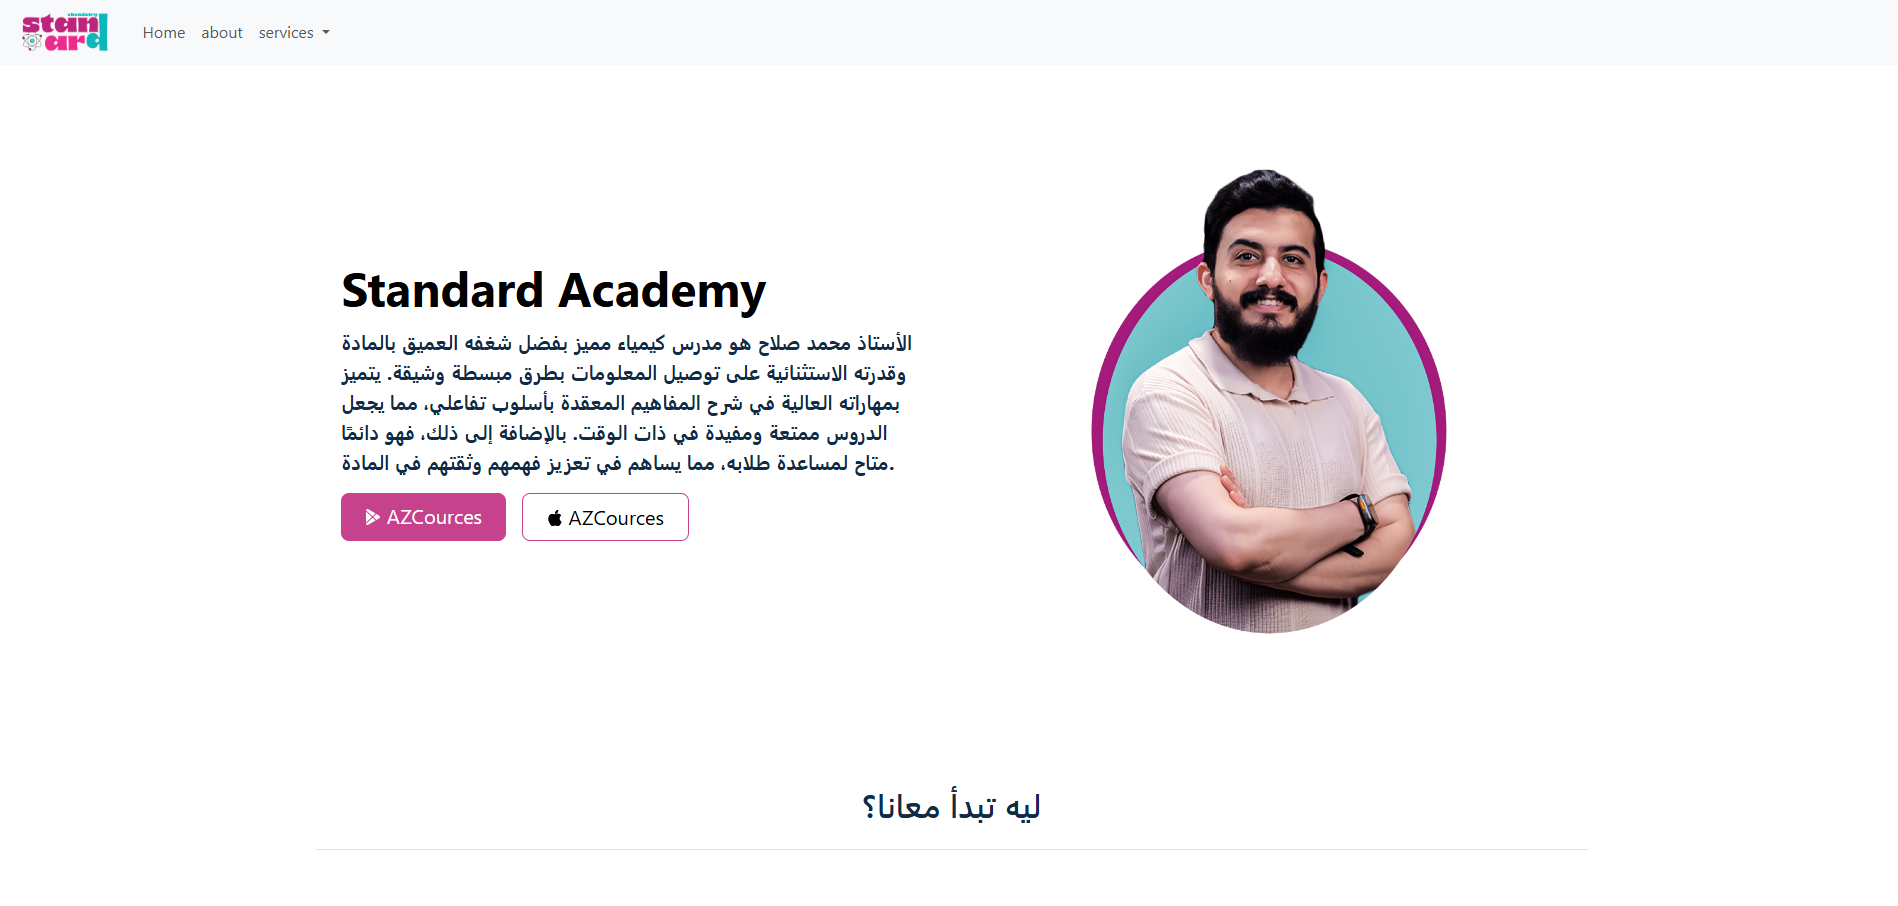 chemistry
stan
ard
Home
about
services
Standard Academy
الأستاذ محمد صلاح هو مدرس كيمياء مميز بفضل شغفه العميق بالمادة
وقدرته الاستثنائية على توصيل المعلومات بطرق مبسطة وشيقة. يتميز
بمهاراته العالية في شرح المفاهيم المعقدة بأسلوب تفاعلي، مما يجعل
الدروس ممتعة ومفيدة في ذات الوقت. بالإضافة إلى ذلك، فهو دائمًا
متاح لمساعدة طلابه، مما يساهم في تعزيز فهمهم وثقتهم في المادة.
AZCources
AZCources
ليه تبدأ معانا؟